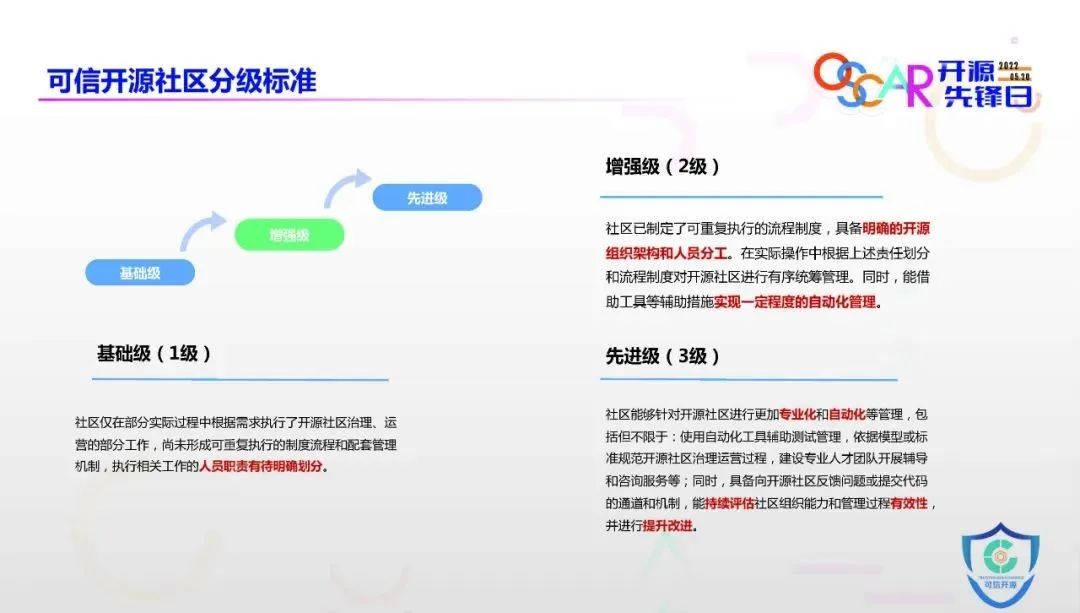 可信开源社区分级标准
OSCAR
开源
先锋日
2022
05.20
先进级
增强级
基础级
基础级（1级）
社区仅在部分实际过程中根据需求执行了开源社区治理、运
营的部分工作，尚未形成可重复执行的制度流程和配套管理
机制，执行相关工作的人员职责有待明确划分。
增强级（2级）
社区已制定了可重复执行的流程制度，具备明确的开源
组织架构和人员分工。在实际操作中根据上述责任划分
和流程制度对开源社区进行有序统筹管理。同时，能借
助工具等辅助措施实现一定程度的自动化管理。
先进级（3级）
社区能够针对开源社区进行更加专业化和自动化等管理，包
括但不限于：使用自动化工具辅助测试管理，依据模型或标
准规范开源社区治理运营过程，建设专业人才团队开展辅导
和咨询服务等；同时，具备向开源社区反馈问题或提交代码
的通道和机制，能持续评估社区组织能力和管理过程有效性，
并进行提升改进。
可信开源